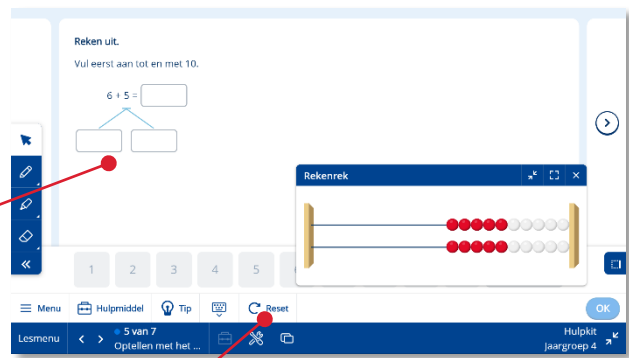 Reken uit.
Vul eerst aan tot en met 10.
6 + 5 =
Rekenrek
1 2 3 4 5
Menu Hulpmiddel Tip Reset OK
Lesmenu 5 van 7
Optellen met het ...
Hulpkit
Jaargroep 4